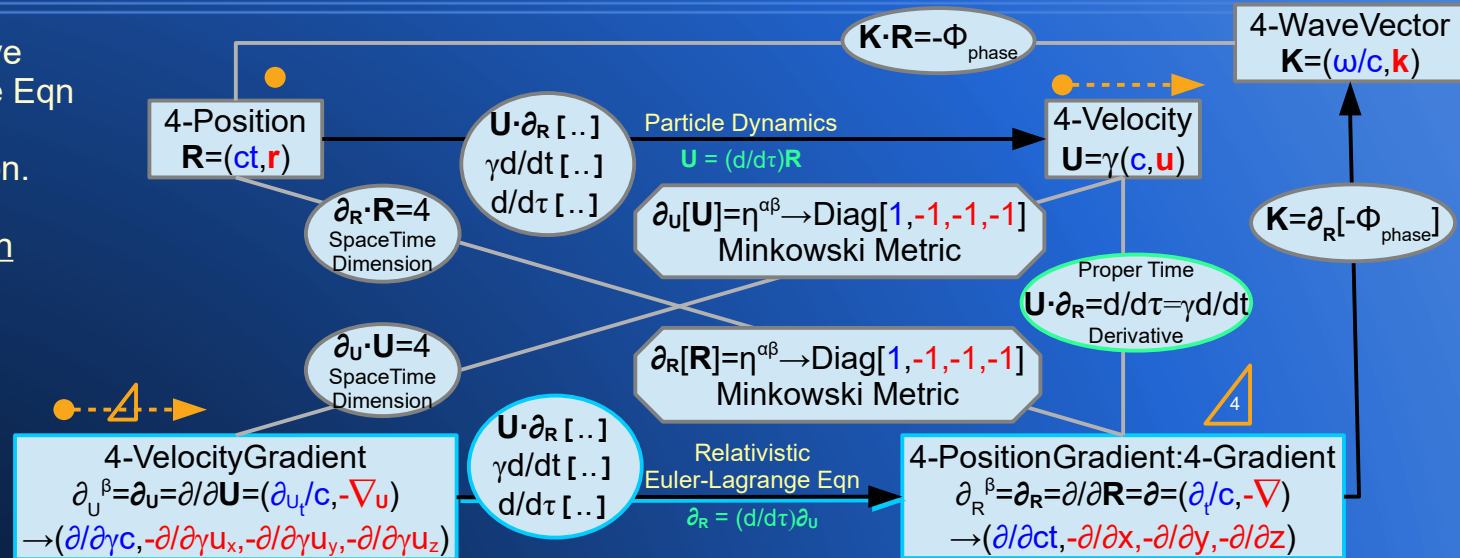 ve
e Eqn
on.
n
K·R=-Φphase
4-WaveVector
K=(ω/c,k)
4-Position
R=(ct,r)
U·∂R [..]
γd/dt [..]
d/dτ [..]
Particle Dynamics
U = (d/dτ)R
4-Velocity
U=γ(c,u)
∂R·R=4
SpaceTime
Dimension
∂U[U]=ηαβ→Diag[1,-1,-1,-1]
Minkowski Metric
K=∂R[-Φphase]
Proper Time
U·∂R=d/dτ=γd/dt
Derivative
∂U·U=4
SpaceTime
Dimension
∂R[R]=ηαβ→Diag[1,-1,-1,-1]
Minkowski Metric
4
4-VelocityGradient
∂Uβ=∂U=∂/∂U=(∂Ut/c,-∇U)
→(∂/∂γc,-∂/∂γux,-∂/∂γuy,-∂/∂γuz)
U·∂R [..]
γd/dt [..]
d/dτ [..]
Relativistic
Euler-Lagrange Eqn
∂R = (d/dτ)∂U
4-PositionGradient:4-Gradient
∂Rβ=∂R=∂/∂R=∂=(∂t/c,-∇)
→(∂/∂ct,-∂/∂x,-∂/∂y,-∂/∂z)